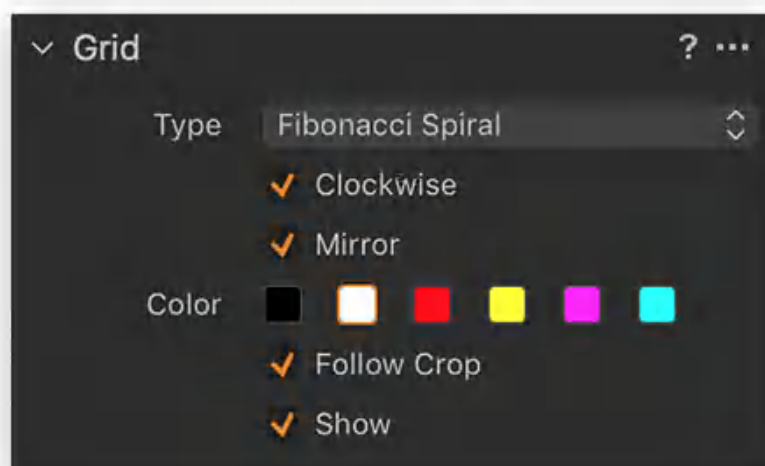 Grid ? ...
Type Fibonacci Spiral
Clockwise
Mirror
Color
Follow Crop
Show